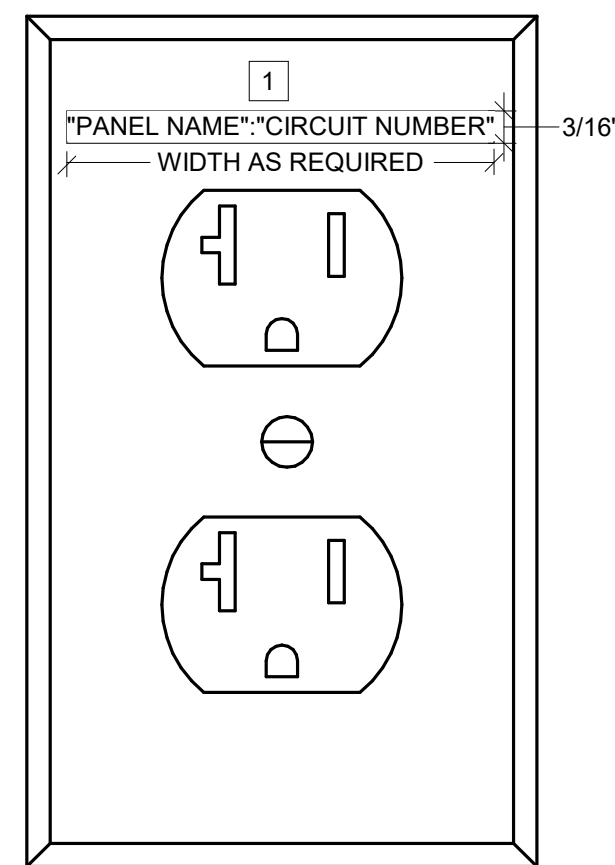 1
"PANEL NAME":"CIRCUIT NUMBER"
3/16"
WIDTH AS REQUIRED